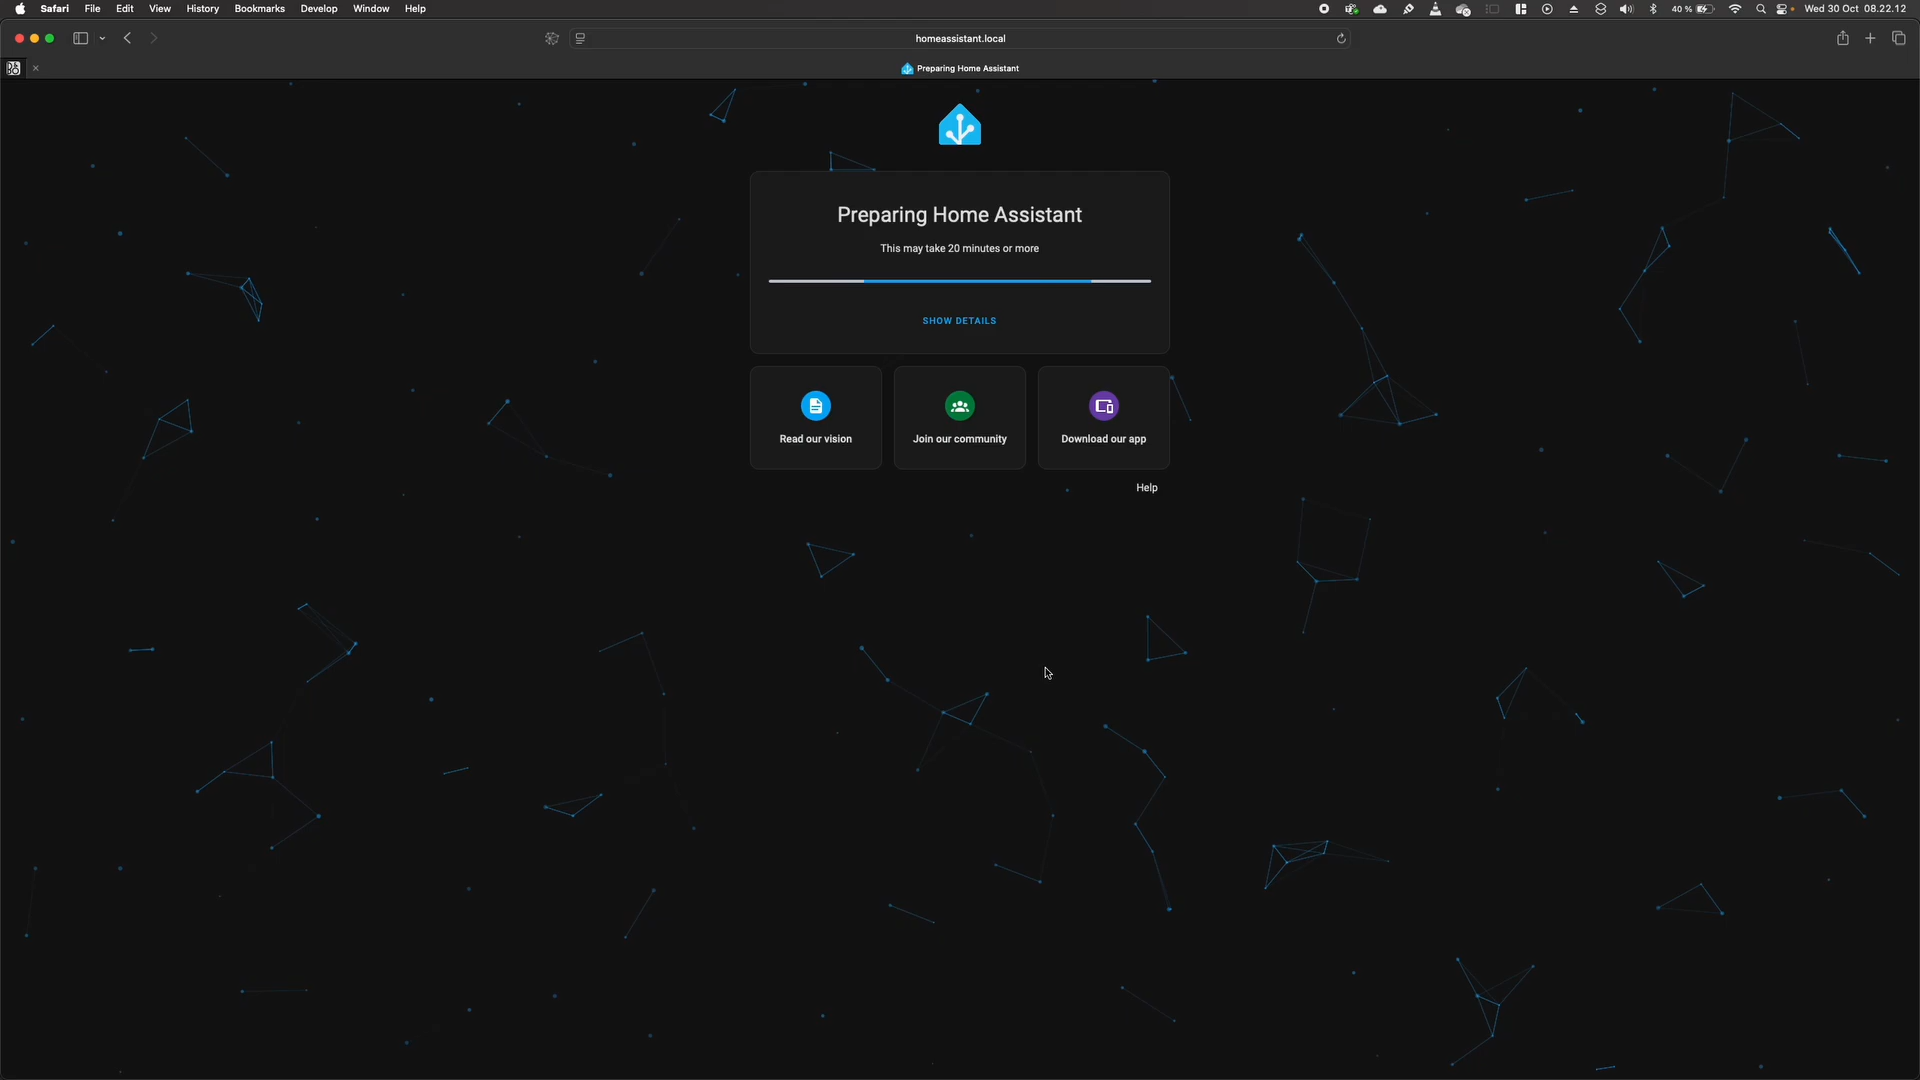 Safari File Edit View History Bookmarks Develop Window Help 40 % Wed 30 Oct 08.22.12
homeassistant.local
Preparing Home Assistant
Preparing Home Assistant
This may take 20 minutes or more
SHOW DETAILS
Read our vision
Join our community
Download our app
Help